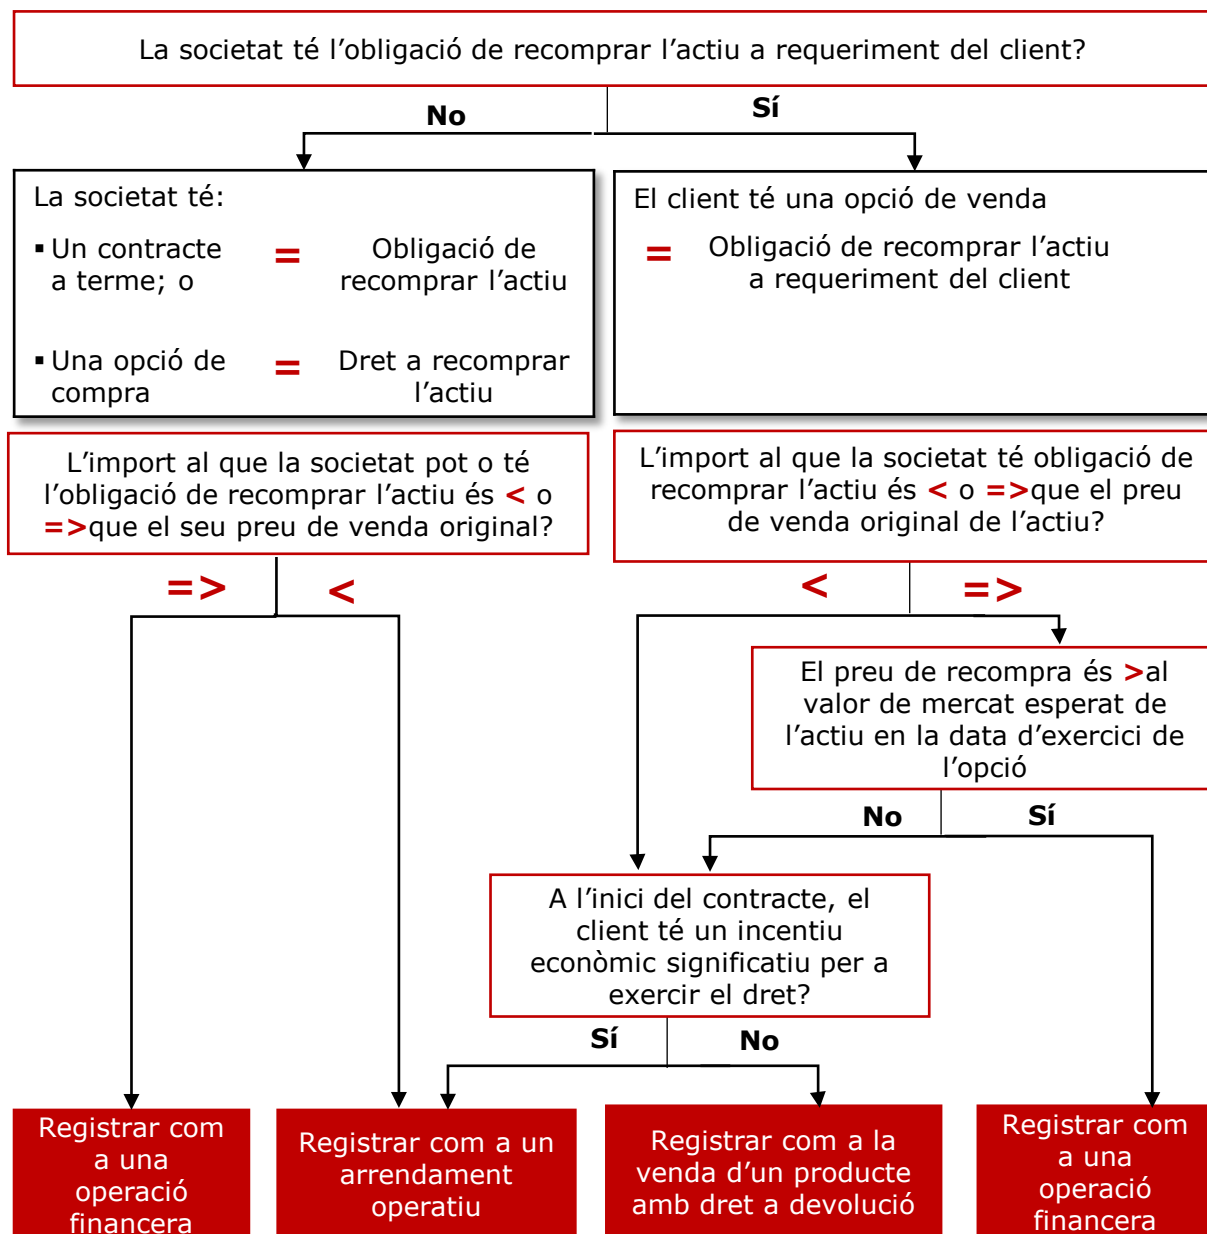 La societat té l’obligació de recomprar l’actiu a requeriment del client?
No
Sí
La societat té:
▪ Un contracte a terme; o
=
Obligació de
recomprar l’actiu
▪ Una opció de
compra
=
Dret a recomprar
l’actiu
El client té una opció de venda
=
Obligació de recomprar l’actiu
a requeriment del client
L’import al que la societat pot o té
l’obligació de recomprar l’actiu és < o
=>que el seu preu de venda original?
L’import al que la societat té obligació de
recomprar l’actiu és < o =>que el preu
de venda original de l’actiu?
=>
<
<
=>
El preu de recompra és >al
valor de mercat esperat de
l’actiu en la data d’exercici de
l’opció
No
Sí
A l’inici del contracte, el
client té un incentiu
econòmic significatiu per a
exercir el dret?
Sí
No
Registrar com
a una
operació
financera
Registrar com a un
arrendament
operatiu
Registrar com a la
venda d’un producte
amb dret a devolució
Registrar com
a una
operació
financera